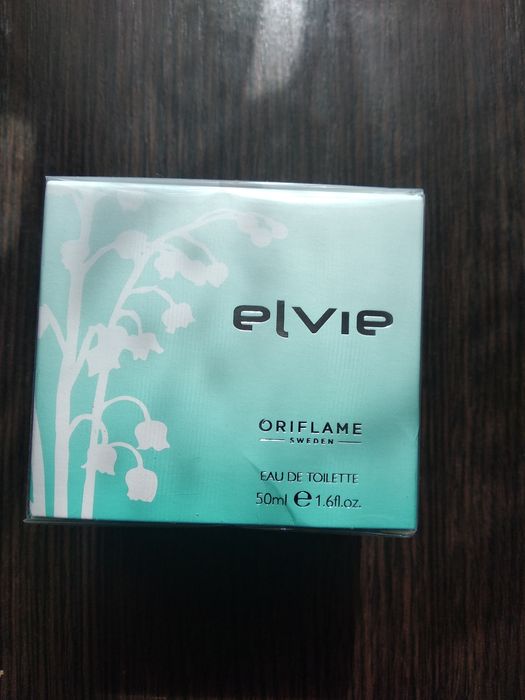 elvie
ORIFLAME
SWEDEN
EAU DE TOILETTE
50ml e 1.6fl.oz.